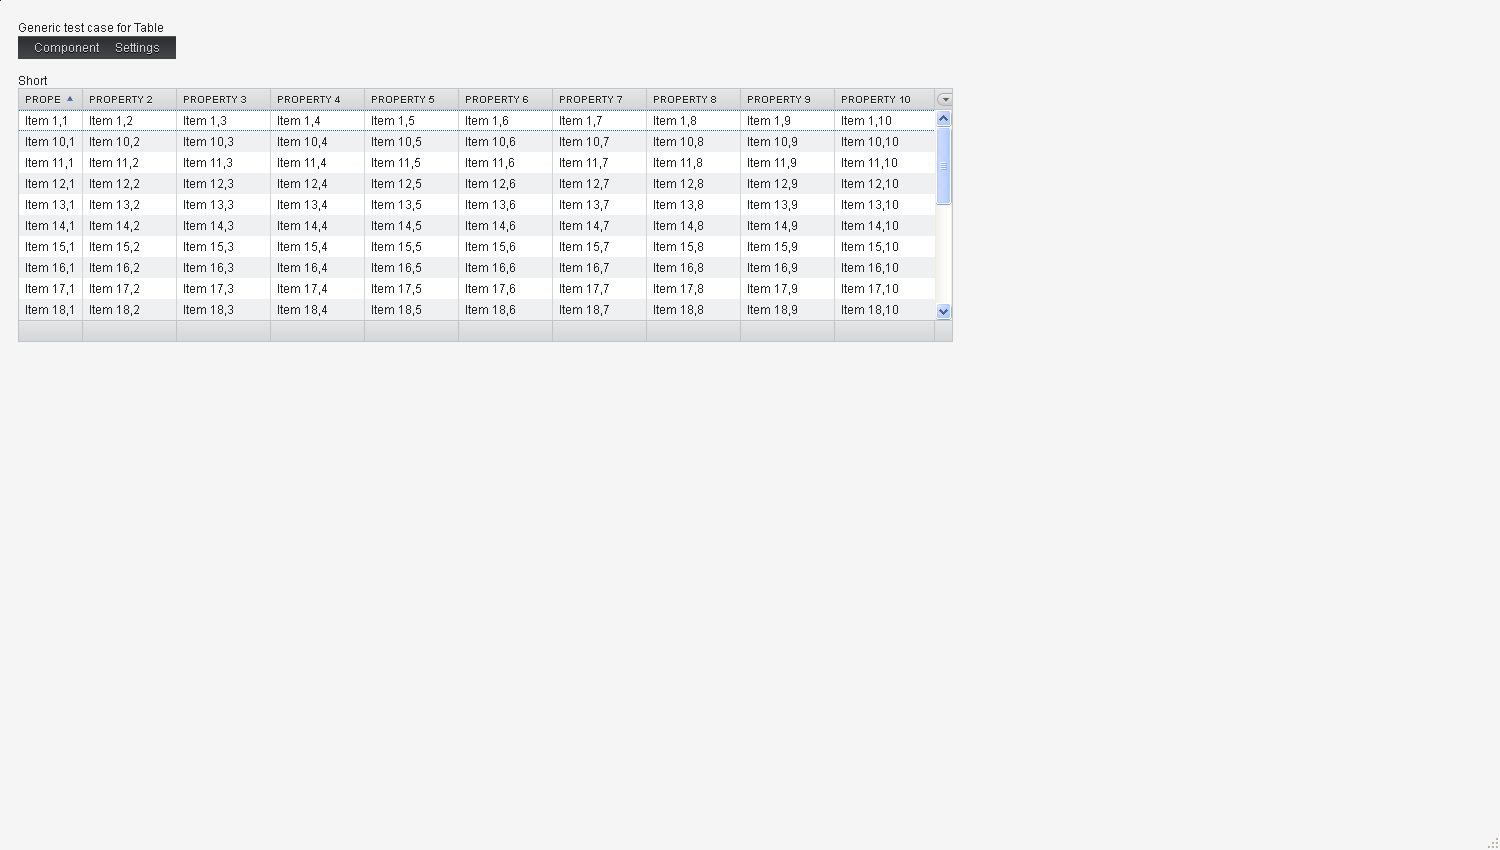 Generic test case for Table
Component Settings
Short
PROPE PROPERTY 2 PROPERTY 3 PROPERTY 4 PROPERTY 5 PROPERTY 6 PROPERTY 7 PROPERTY 8 PROPERTY 9 PROPERTY 10
Item 1,1 Item 1,2 Item 1,3 Item 1,4 Item 1,5 Item 1,6 Item 1,7 Item 1,8 Item 1,9 Item 1,10
Item 10,1 Item 10,2 Item 10,3 Item 10,4 Item 10,5 Item 10,6 Item 10,7 Item 10,8 Item 10,9 Item 10,10
Item 11,1 Item 11,2 Item 11,3 Item 11,4 Item 11,5 Item 11,6 Item 11,7 Item 11,8 Item 11,9 Item 11,10
Item 12,1 Item 12,2 Item 12,3 Item 12,4 Item 12,5 Item 12,6 Item 12,7 Item 12,8 Item 12,9 Item 12,10
Item 13,1 Item 13,2 Item 13,3 Item 13,4 Item 13,5 Item 13,6 Item 13,7 Item 13,8 Item 13,9 Item 13,10
Item 14,1 Item 14,2 Item 14,3 Item 14,4 Item 14,5 Item 14,6 Item 14,7 Item 14,8 Item 14,9 Item 14,10
Item 15,1 Item 15,2 Item 15,3 Item 15,4 Item 15,5 Item 15,6 Item 15,7 Item 15,8 Item 15,9 Item 15,10
Item 16,1 Item 16,2 Item 16,3 Item 16,4 Item 16,5 Item 16,6 Item 16,7 Item 16,8 Item 16,9 Item 16,10
Item 17,1 Item 17,2 Item 17,3 Item 17,4 Item 17,5 Item 17,6 Item 17,7 Item 17,8 Item 17,9 Item 17,10
Item 18,1 Item 18,2 Item 18,3 Item 18,4 Item 18,5 Item 18,6 Item 18,7 Item 18,8 Item 18,9 Item 18,10